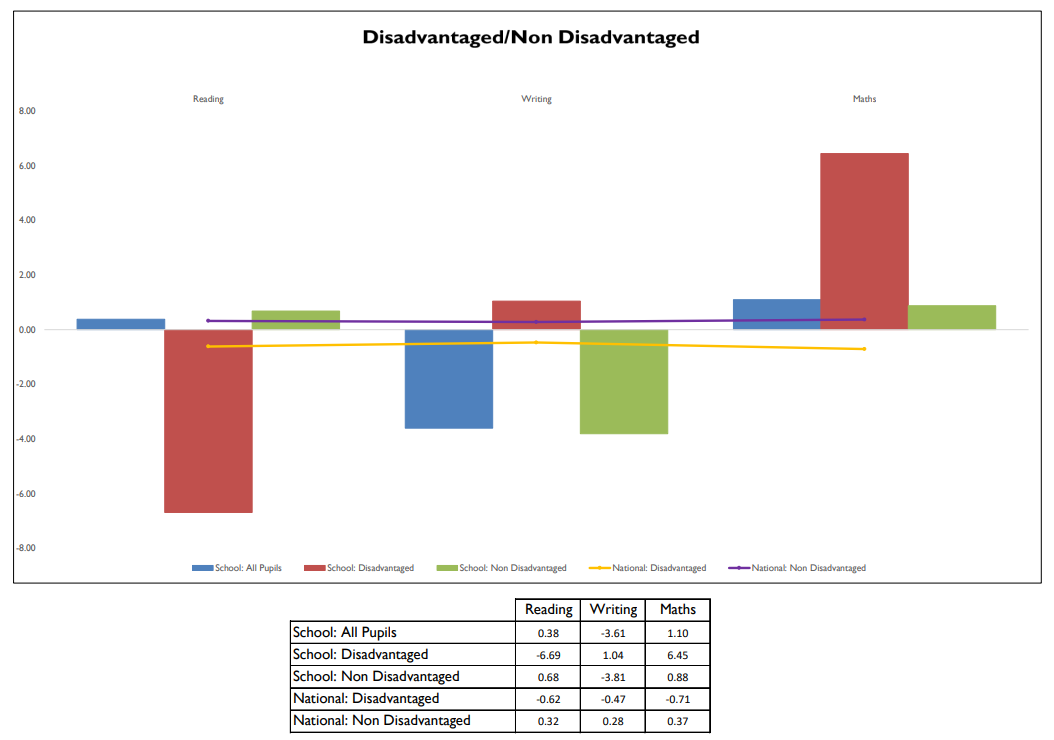 Disadvantaged/Non Disadvantaged
Reading Writing Maths
8.00
6.00
4.00
2.00
0.00
-2.00
-4.00
-6.00
-8.00
School: All Pupils School: Disadvantaged School: Non Disadvantaged National: Disadvantaged National: Non Disadvantaged
Reading Writing Maths
School: All Pupils 0.38 -3.61 1.10
School: Disadvantaged -6.69 1.04 6.45
School: Non Disadvantaged 0.68 -3.81 0.88
National: Disadvantaged -0.62 -0.47 -0.71
National: Non Disadvantaged 0.32 0.28 0.37